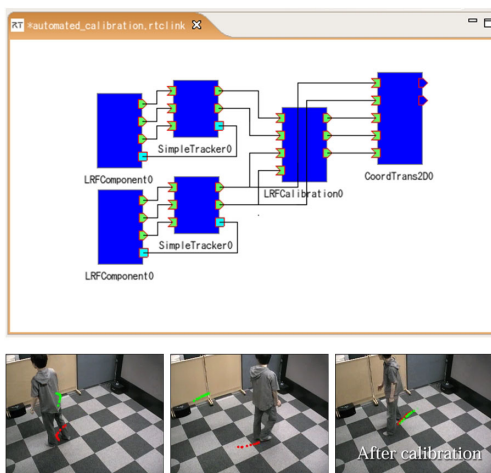 RT *automated_calibration.rtclink
SimpleTracker0
LRFComponent0
LRFCalibration0
CoordTrans2D0
SimpleTracker0
LRFComponent0
After calibration